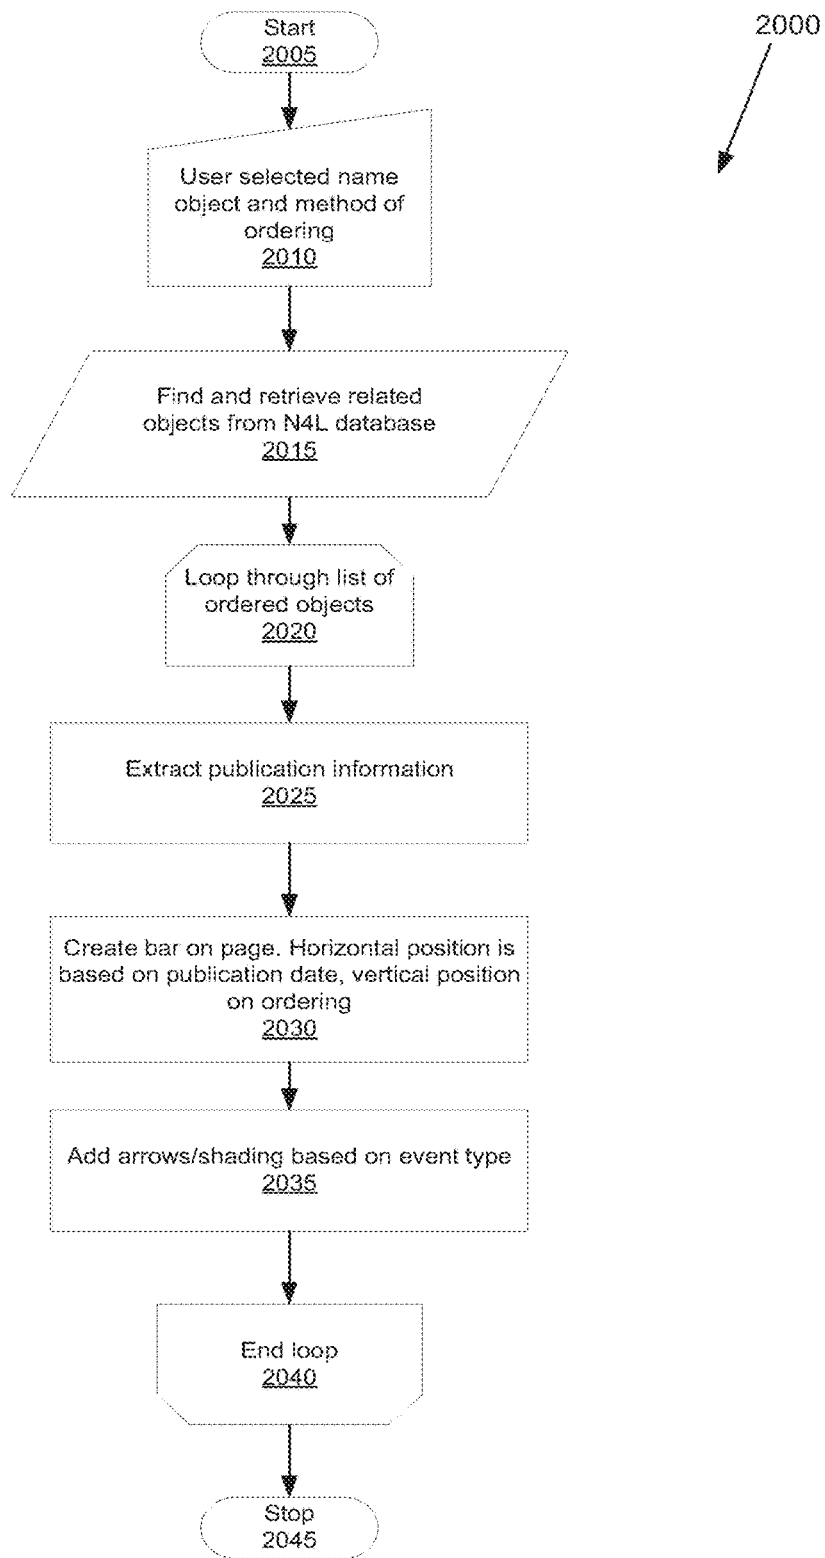 Start
2005
2000
User selected name
object and method of
ordering
2010
Find and retrieve related
objects from N4L database
2015
Loop through list of
ordered objects
2020
Extract publication information
2025
Create bar on page. Horizontal position is
based on publication date, vertical position
on ordering
2030
Add arrows/shading based on event type
2035
End loop
2040
Stop
2045